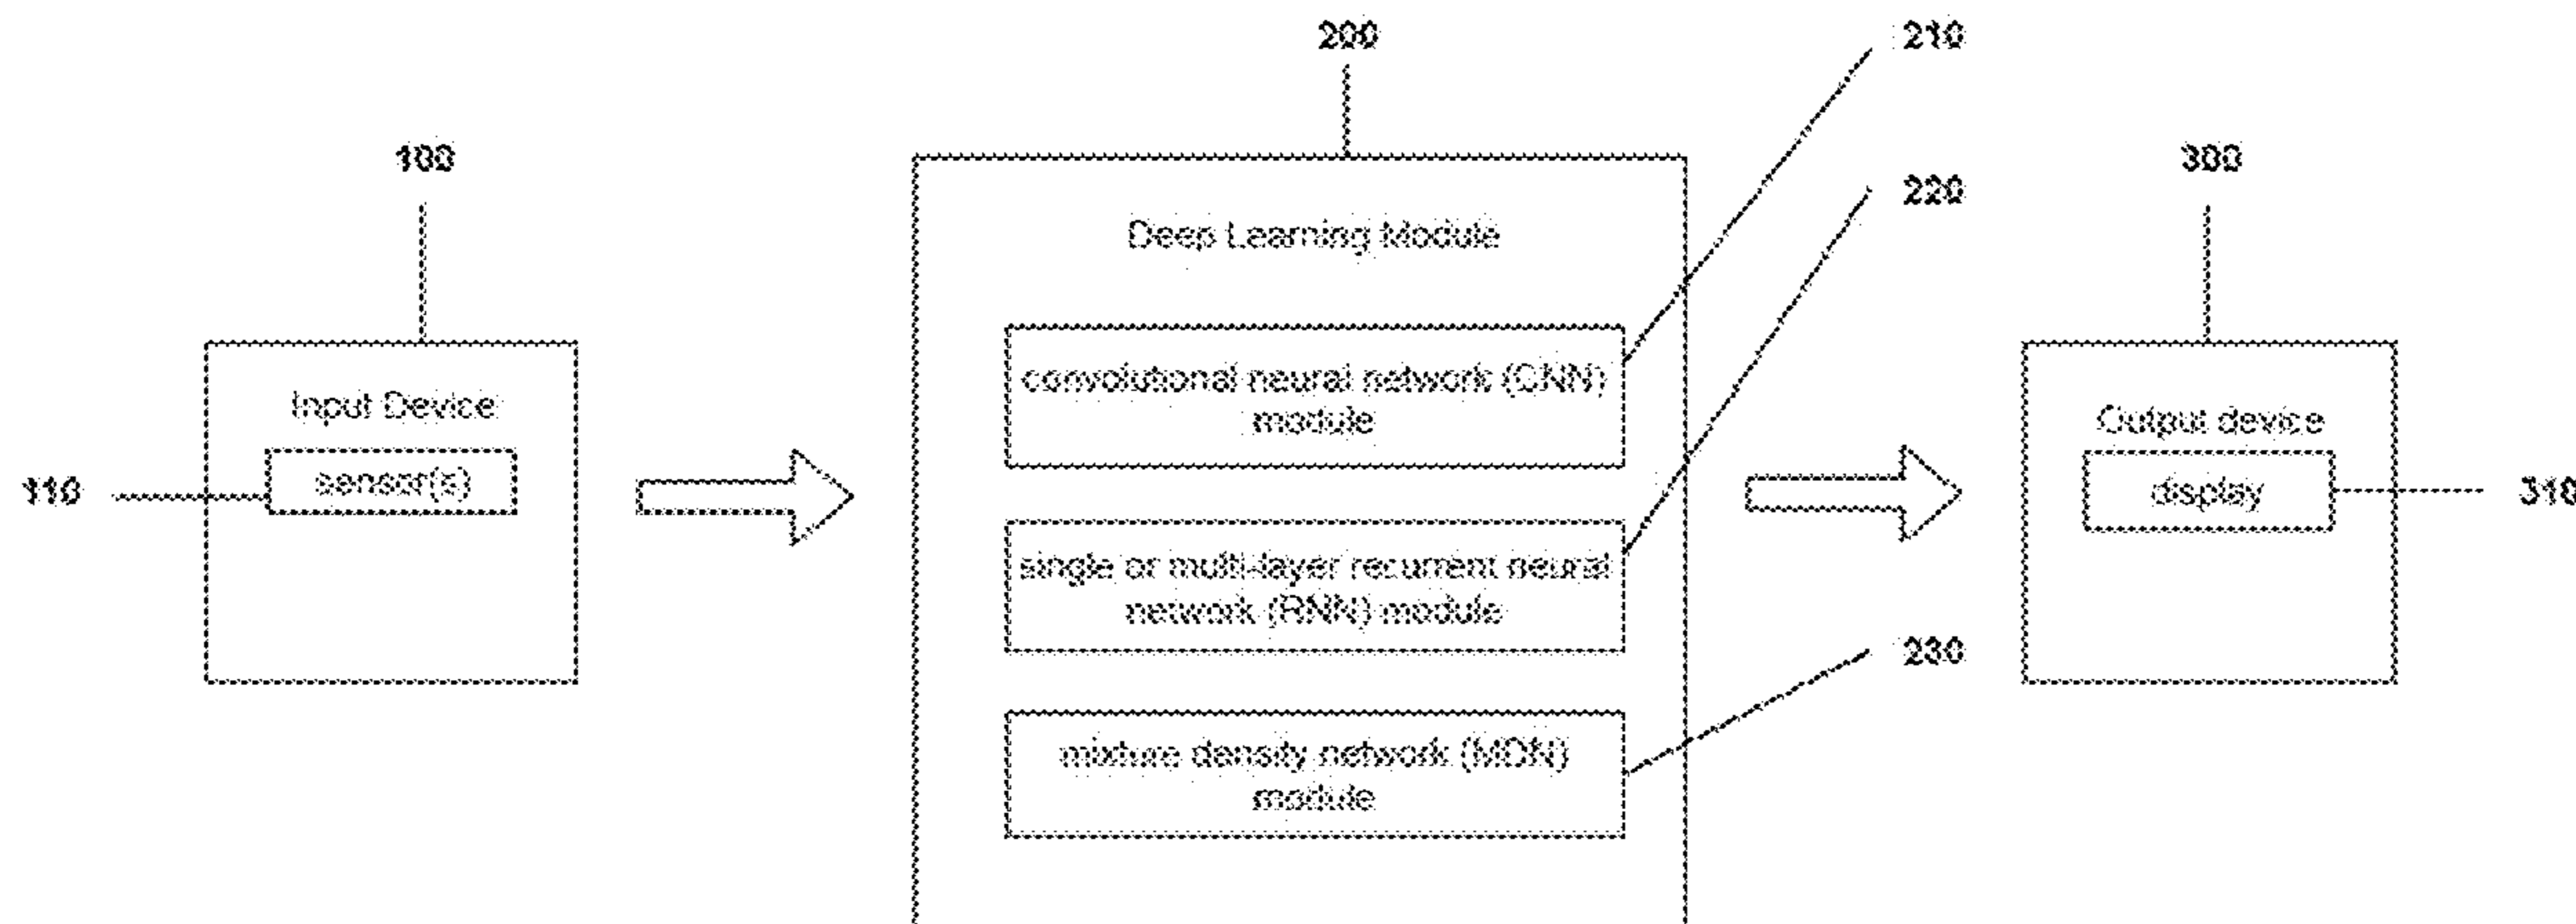 200
210
100
300
220
Deep Learning Module
convolutional neural network (CNN)
module
Input Device
sensor(s)
110
Output device
display
310
single or multi-layer recurrent neural
network (RNN) module
230
mixture density network (MDN)
module